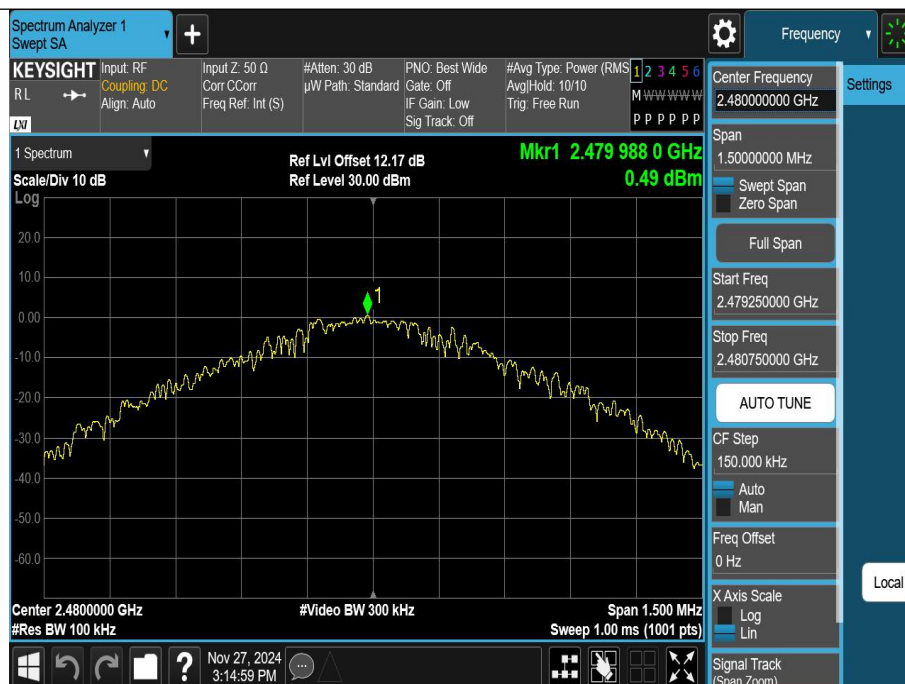 Spectrum Analyzer 1
Swept SA
+
Frequency
KEYSIGHT
RL
LXI
Input: RF
Coupling: DC
Align: Auto
Input Z: 50 Ω
Corr CCorr
Freq Ref: Int (S)
#Atten: 30 dB
µW Path: Standard
PNO: Best Wide
Gate: Off
IF Gain: Low
Sig Track: Off
#Avg Type: Power (RMS
Avg|Hold: 10/10
Trig: Free Run
1 2 3 4 5 6
M W W W W W
P P P P P P
1 Spectrum
Scale/Div 10 dB
Log
Ref Lvl Offset 12.17 dB
Ref Level 30.00 dBm
Mkr1 2.479 988 0 GHz
0.49 dBm
20.0
10.0
0.00
-10.0
-20.0
-30.0
-40.0
-50.0
-60.0
1
Center 2.4800000 GHz
#Res BW 100 kHz
#Video BW 300 kHz
Span 1.500 MHz
Sweep 1.00 ms (1001 pts)
Nov 27, 2024
3:14:59 PM
?
Center Frequency
2.480000000 GHz
Settings
Span
1.50000000 MHz
Swept Span
Zero Span
Full Span
Start Freq
2.479250000 GHz
Stop Freq
2.480750000 GHz
AUTO TUNE
CF Step
150.000 kHz
Auto
Man
Freq Offset
0 Hz
X Axis Scale
Log
Lin
Local
Signal Track
(Span Zoom)